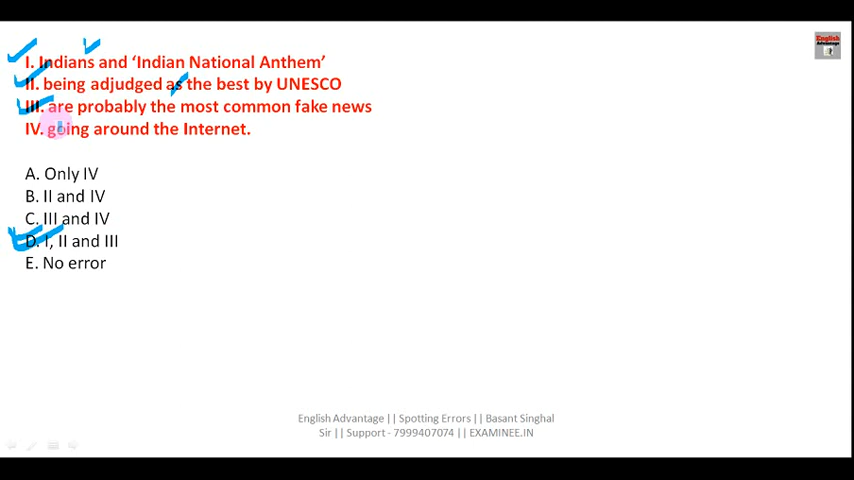 I. Indians and ‘Indian National Anthem’
II. being adjudged as the best by UNESCO
III. are probably the most common fake news
IV. going around the Internet.
A. Only IV
B. II and IV
C. III and IV
D. I, II and III
E. No error
English Advantage || Spotting Errors || Basant Singhal
Sir || Support - 7999407074 || EXAMINEE.IN
English
Advantage